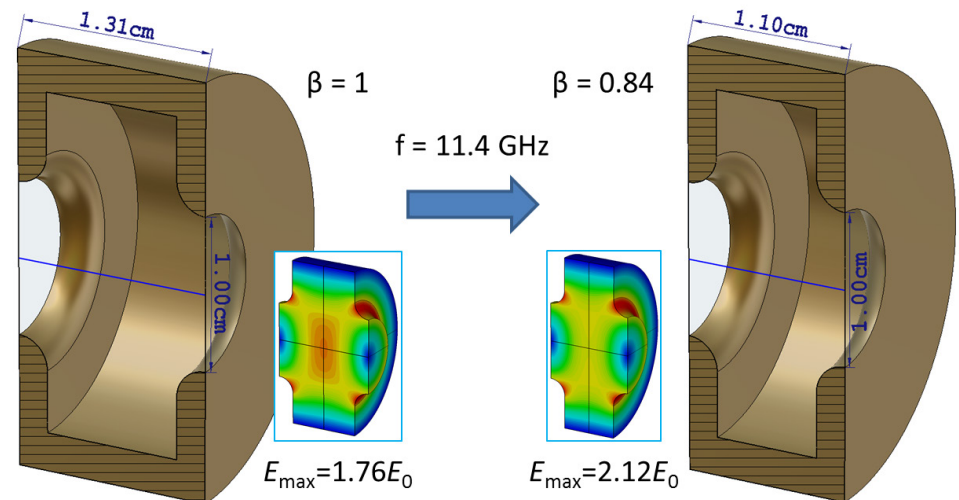 1.31cm
1.10cm
β = 1
β = 0.84
f = 11.4 GHz
1.00cm
1.00cm
Emax=1.76E0
Emax=2.12E0